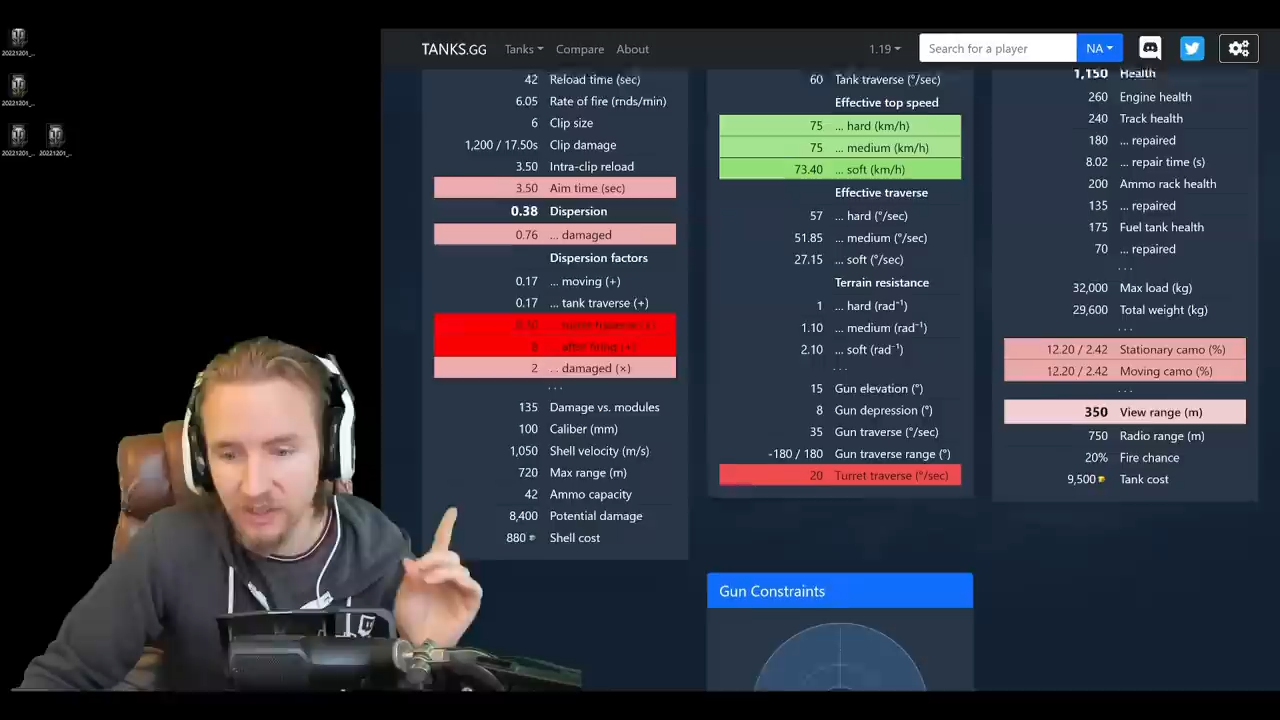 TANKS.GG Tanks Compare About 1.19 Search for a player NA
20221201_...
20221201_...
20221201_... 20221201_...
42 Reload time (sec)
6.05 Rate of fire (rnds/min)
6 Clip size
1,200 / 17.50s Clip damage
3.50 Intra-clip reload
3.50 Aim time (sec)
0.38 Dispersion
0.76 ... damaged
Dispersion factors
0.17 ... moving (+)
0.17 ... tank traverse (+)
... turret traverse (+)
8 ... after firing (+)
2 ... damaged (×)
...
135 Damage vs. modules
100 Caliber (mm)
1,050 Shell velocity (m/s)
720 Max range (m)
42 Ammo capacity
8,400 Potential damage
880 Shell cost
60 Tank traverse (°/sec)
Effective top speed
75 ... hard (km/h)
75 ... medium (km/h)
73.40 ... soft (km/h)
Effective traverse
57 ... hard (°/sec)
51.85 ... medium (°/sec)
27.15 ... soft (°/sec)
Terrain resistance
1 ... hard (rad⁻¹)
1.10 ... medium (rad⁻¹)
2.10 ... soft (rad⁻¹)
...
15 Gun elevation (°)
8 Gun depression (°)
35 Gun traverse (°/sec)
-180 / 180 Gun traverse range (°)
20 Turret traverse (°/sec)
Gun Constraints
1,150 Health
260 Engine health
240 Track health
180 ... repaired
8.02 ... repair time (s)
200 Ammo rack health
135 ... repaired
175 Fuel tank health
70 ... repaired
...
32,000 Max load (kg)
29,600 Total weight (kg)
...
12.20 / 2.42 Stationary camo (%)
12.20 / 2.42 Moving camo (%)
...
350 View range (m)
750 Radio range (m)
20% Fire chance
9,500 Tank cost